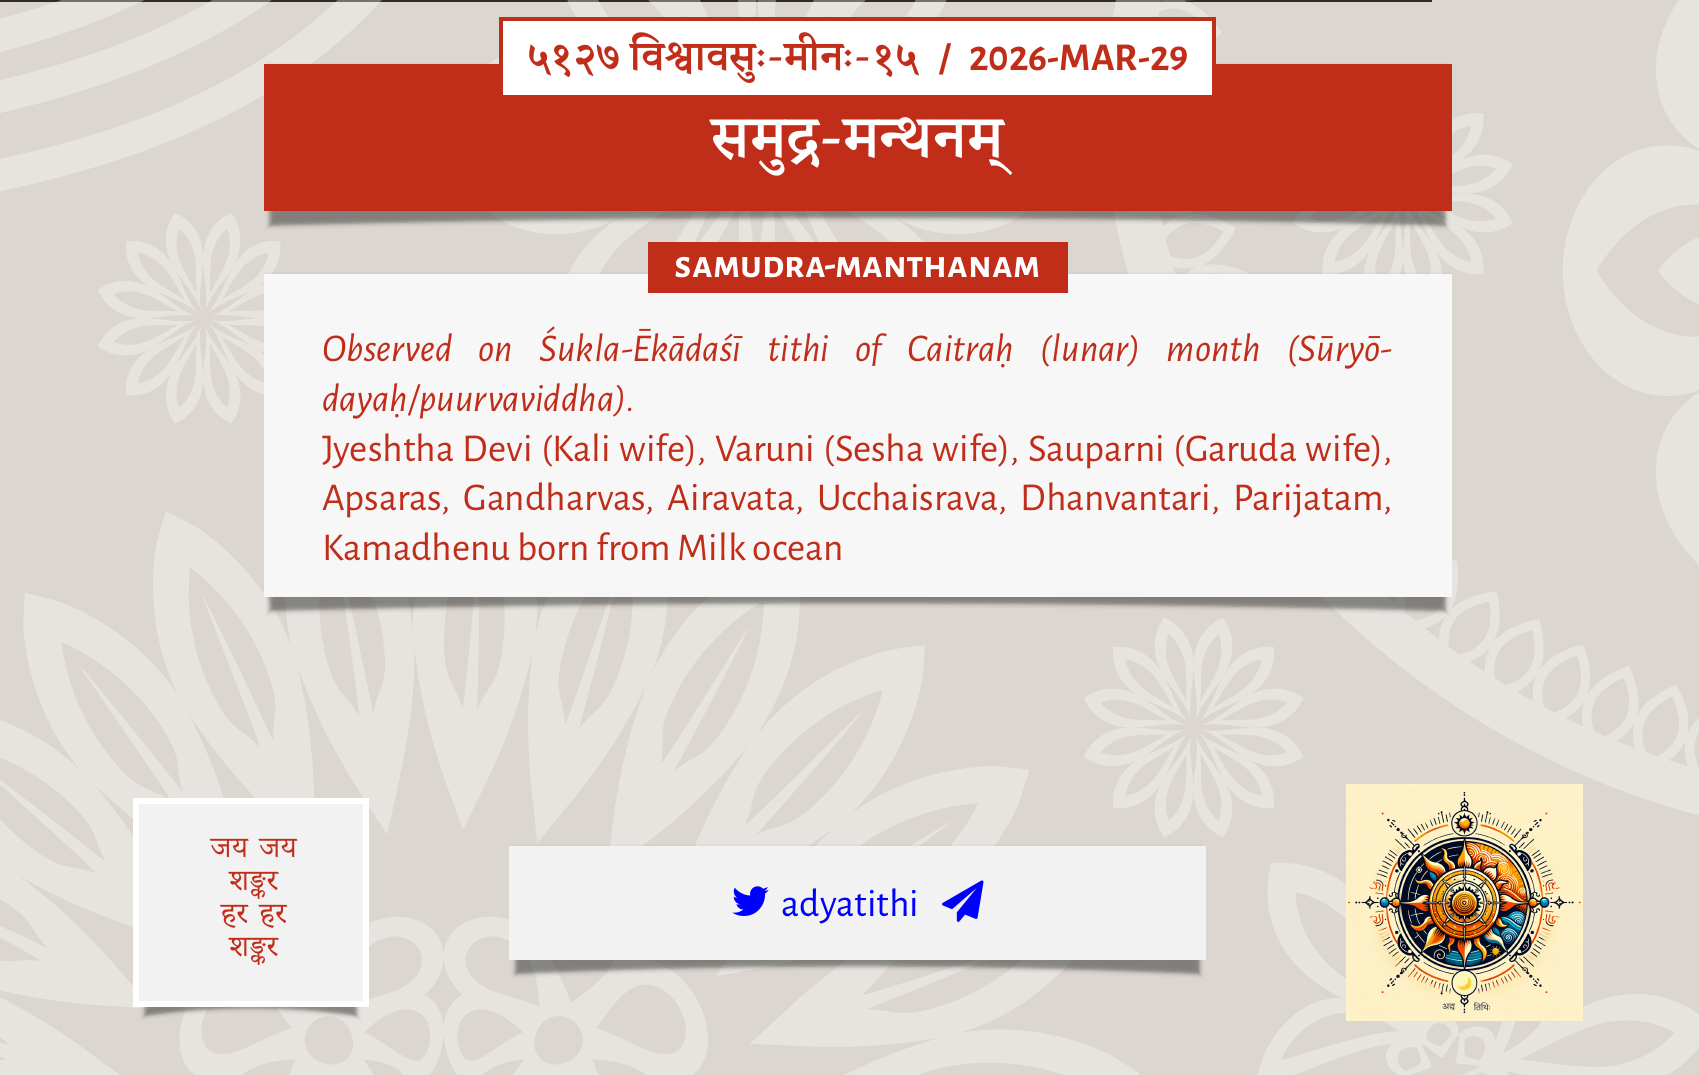 ५१२७ विश्वावसुः-मीनः-१५ / 2026-MAR-29
समुद्र-मन्थनम्
SAMUDRA-MANTHANAM
Observed on Śukla-Ēkādaśī tithi of Caitraḥ (lunar) month (Sūryō-
dayaḥ/puurvaviddha).
Jyeshtha Devi (Kali wife), Varuni (Sesha wife), Sauparni (Garuda wife),
Apsaras, Gandharvas, Airavata, Ucchaisrava, Dhanvantari, Parijatam,
Kamadhenu born from Milk ocean
जय जय
शङ्कर
हर हर
शङ्कर
adyatithi
अद्य तिथिः